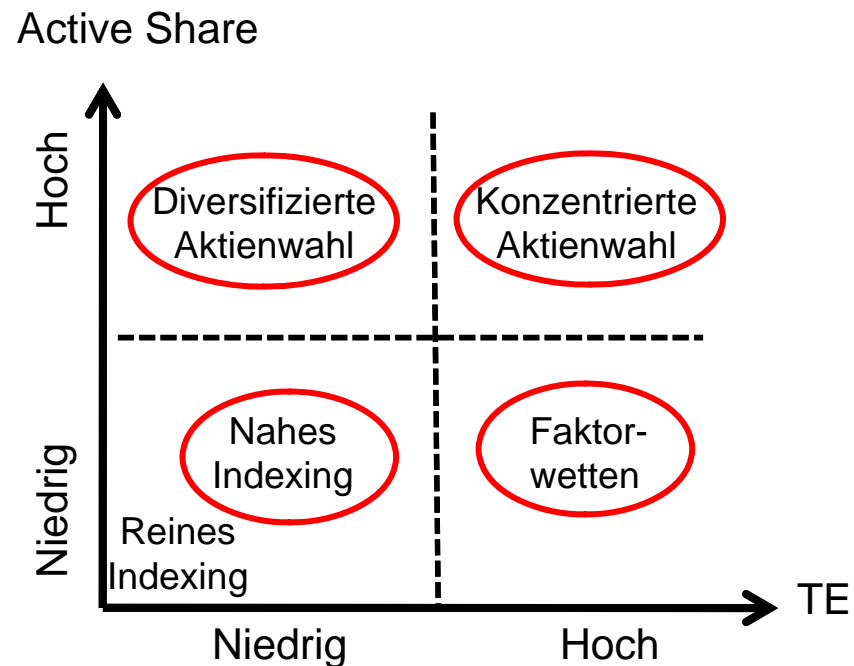 Active Share
Hoch
Diversifizierte
Aktienwahl
Konzentrierte
Aktienwahl
Niedrig
Nahes
Indexing
Faktor-
wetten
Reines
Indexing
TE
Niedrig
Hoch